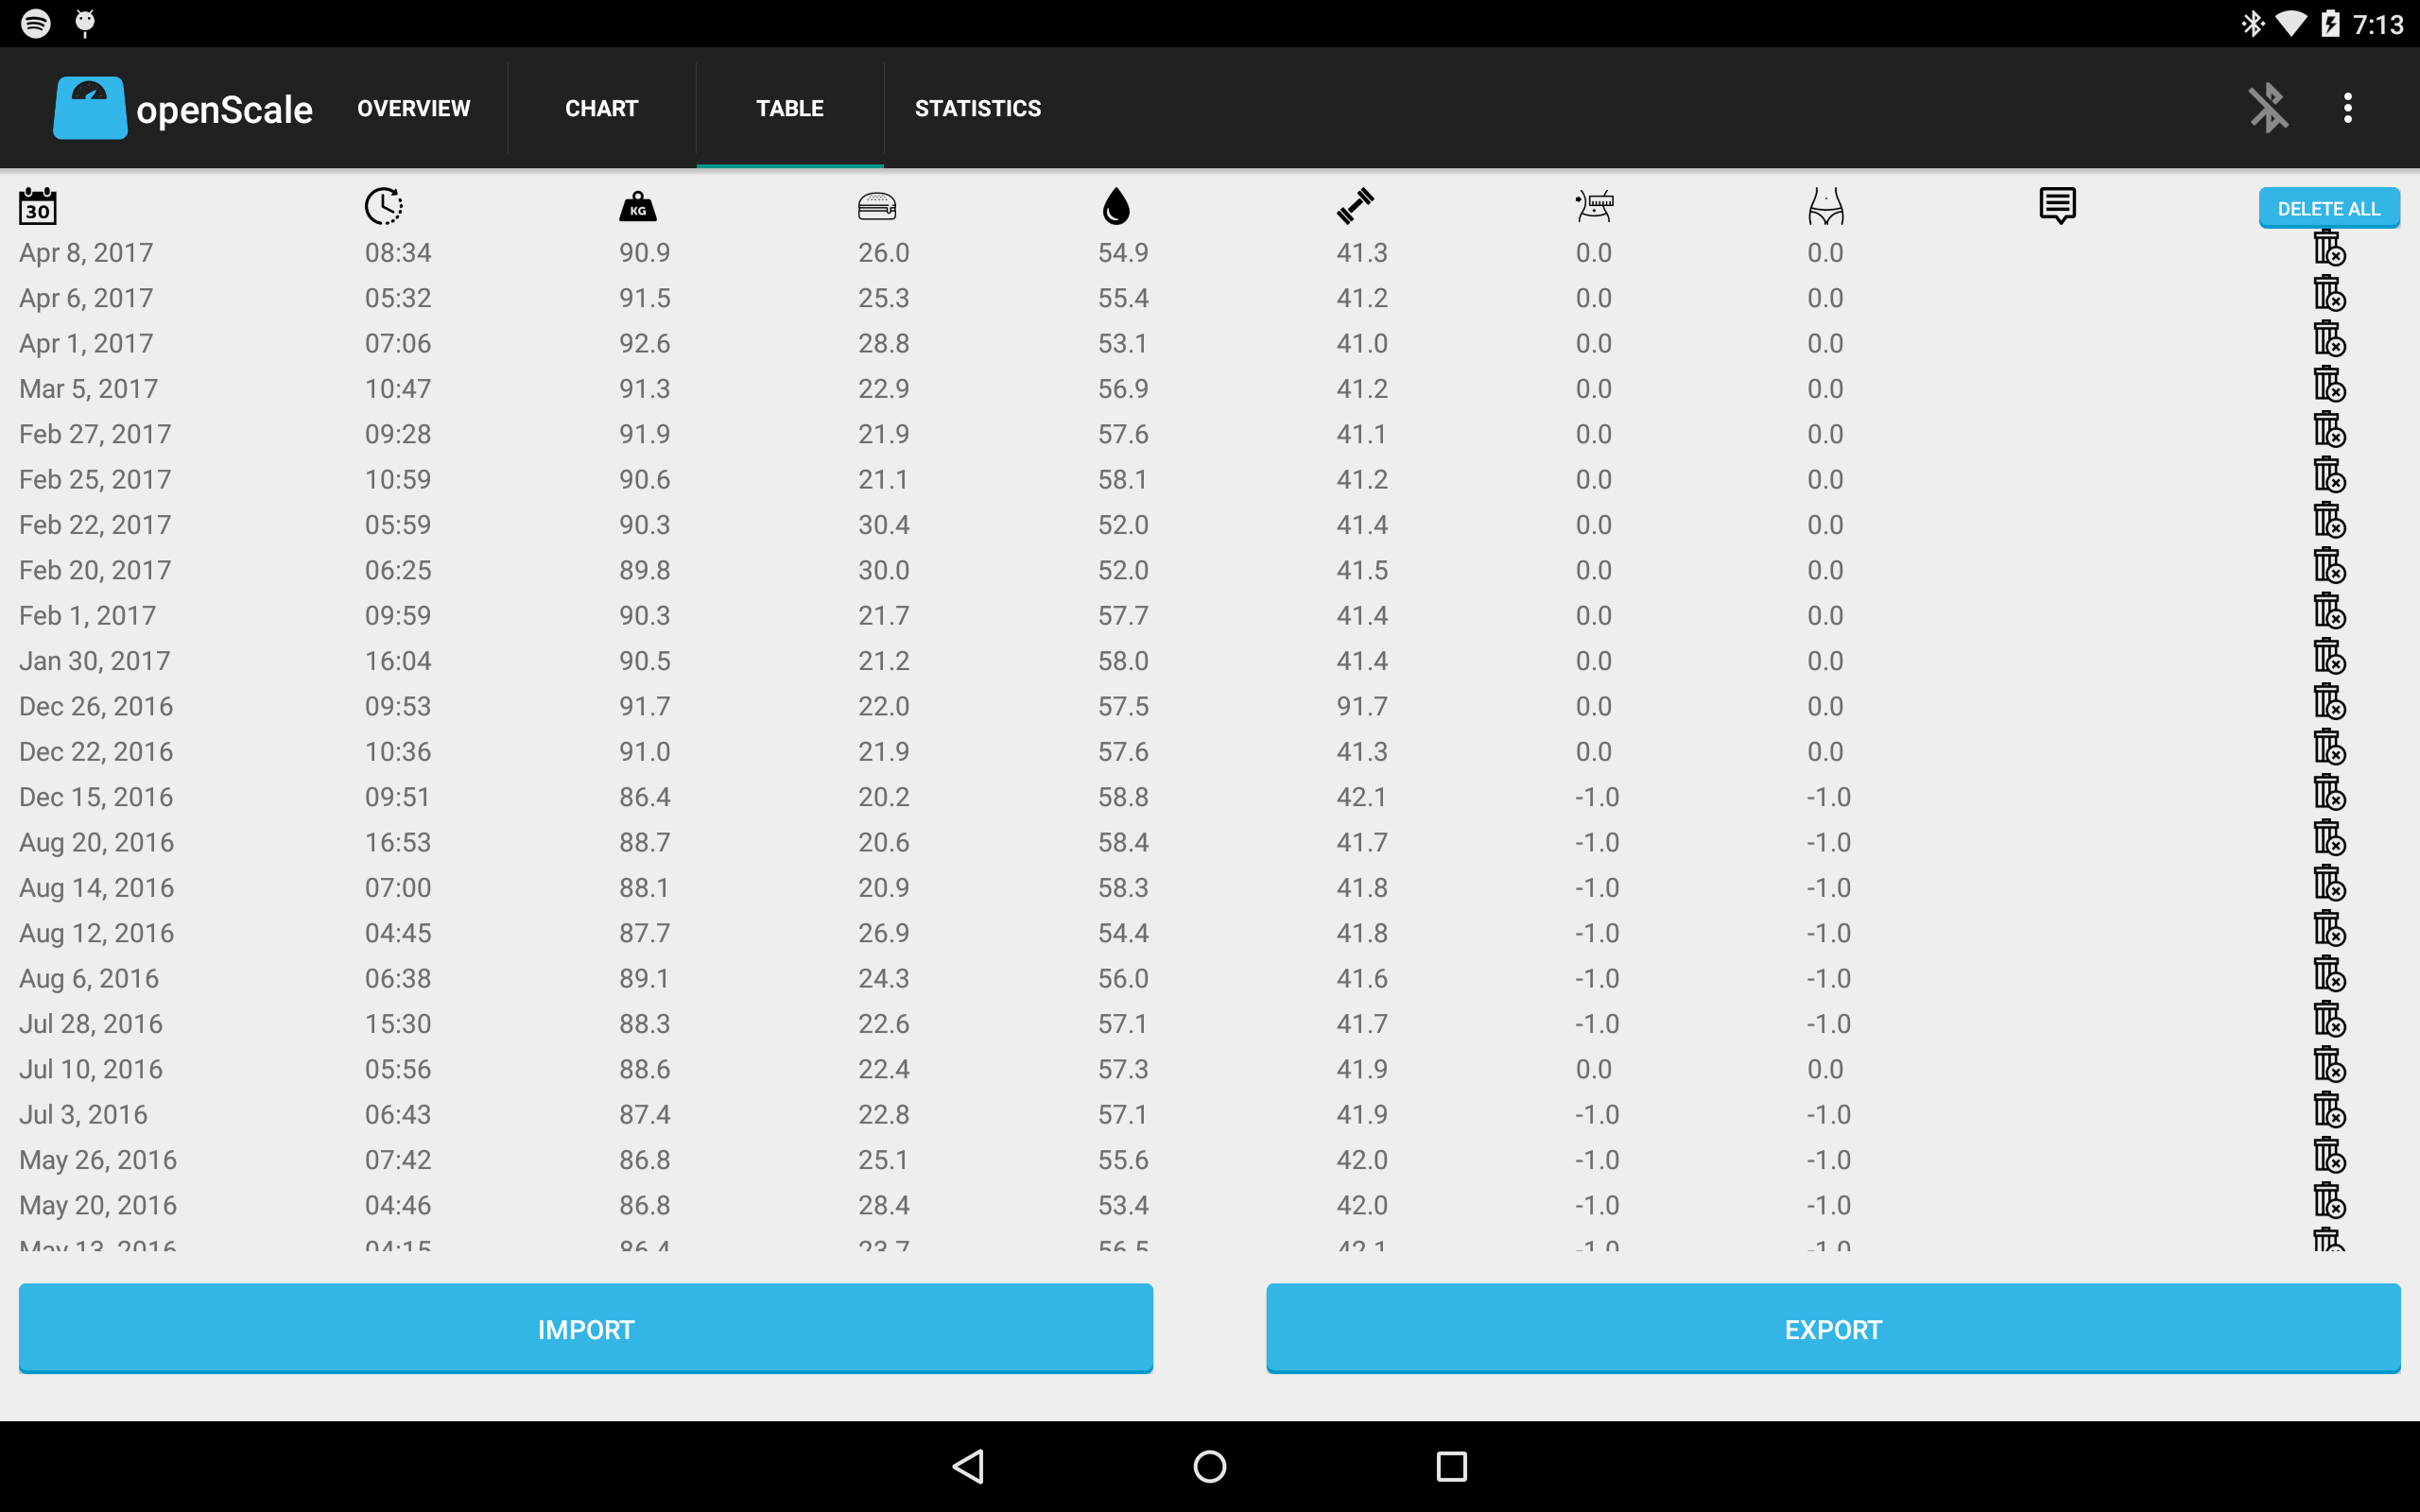 7:13
openScale OVERVIEW CHART TABLE STATISTICS
30 KG DELETE ALL
Apr 8, 2017 08:34 90.9 26.0 54.9 41.3 0.0 0.0
Apr 6, 2017 05:32 91.5 25.3 55.4 41.2 0.0 0.0
Apr 1, 2017 07:06 92.6 28.8 53.1 41.0 0.0 0.0
Mar 5, 2017 10:47 91.3 22.9 56.9 41.2 0.0 0.0
Feb 27, 2017 09:28 91.9 21.9 57.6 41.1 0.0 0.0
Feb 25, 2017 10:59 90.6 21.1 58.1 41.2 0.0 0.0
Feb 22, 2017 05:59 90.3 30.4 52.0 41.4 0.0 0.0
Feb 20, 2017 06:25 89.8 30.0 52.0 41.5 0.0 0.0
Feb 1, 2017 09:59 90.3 21.7 57.7 41.4 0.0 0.0
Jan 30, 2017 16:04 90.5 21.2 58.0 41.4 0.0 0.0
Dec 26, 2016 09:53 91.7 22.0 57.5 91.7 0.0 0.0
Dec 22, 2016 10:36 91.0 21.9 57.6 41.3 0.0 0.0
Dec 15, 2016 09:51 86.4 20.2 58.8 42.1 -1.0 -1.0
Aug 20, 2016 16:53 88.7 20.6 58.4 41.7 -1.0 -1.0
Aug 14, 2016 07:00 88.1 20.9 58.3 41.8 -1.0 -1.0
Aug 12, 2016 04:45 87.7 26.9 54.4 41.8 -1.0 -1.0
Aug 6, 2016 06:38 89.1 24.3 56.0 41.6 -1.0 -1.0
Jul 28, 2016 15:30 88.3 22.6 57.1 41.7 -1.0 -1.0
Jul 10, 2016 05:56 88.6 22.4 57.3 41.9 0.0 0.0
Jul 3, 2016 06:43 87.4 22.8 57.1 41.9 -1.0 -1.0
May 26, 2016 07:42 86.8 25.1 55.6 42.0 -1.0 -1.0
May 20, 2016 04:46 86.8 28.4 53.4 42.0 -1.0 -1.0
May 13, 2016 04:15 86.4 23.7 56.5 42.1 -1.0 -1.0
IMPORT EXPORT